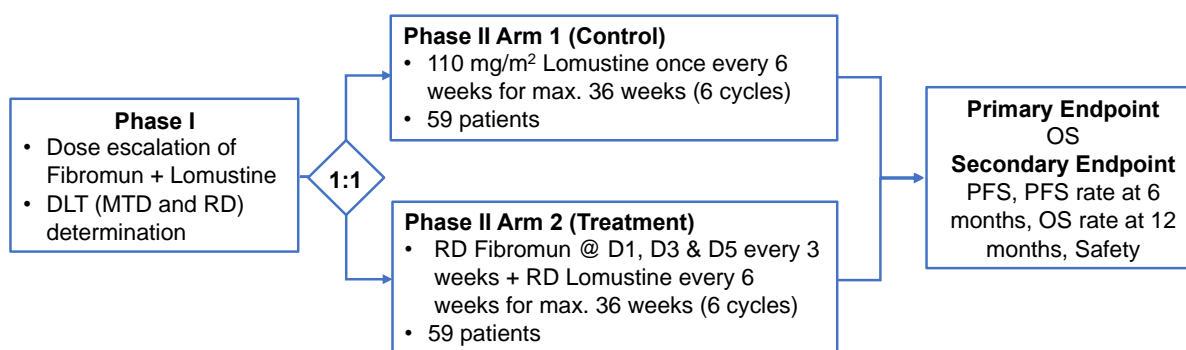 Phase I
• Dose escalation of
Fibromun + Lomustine
• DLT (MTD and RD)
determination
1:1
Phase II Arm 1 (Control)
• 110 mg/m² Lomustine once every 6
weeks for max. 36 weeks (6 cycles)
• 59 patients
Phase II Arm 2 (Treatment)
• RD Fibromun @ D1, D3 & D5 every 3
weeks + RD Lomustine every 6
weeks for max. 36 weeks (6 cycles)
• 59 patients
Primary Endpoint
OS
Secondary Endpoint
PFS, PFS rate at 6
months, OS rate at 12
months, Safety